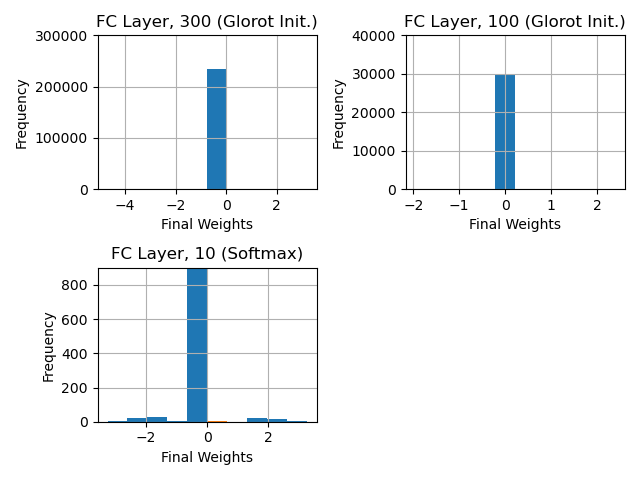 FC Layer, 300 (Glorot Init.)
300000
200000
100000
0
Frequency
−4 −2 0 2
Final Weights
FC Layer, 100 (Glorot Init.)
40000
30000
20000
10000
0
Frequency
−2 −1 0 1 2
Final Weights
FC Layer, 10 (Softmax)
800
600
400
200
0
Frequency
−2 0 2
Final Weights